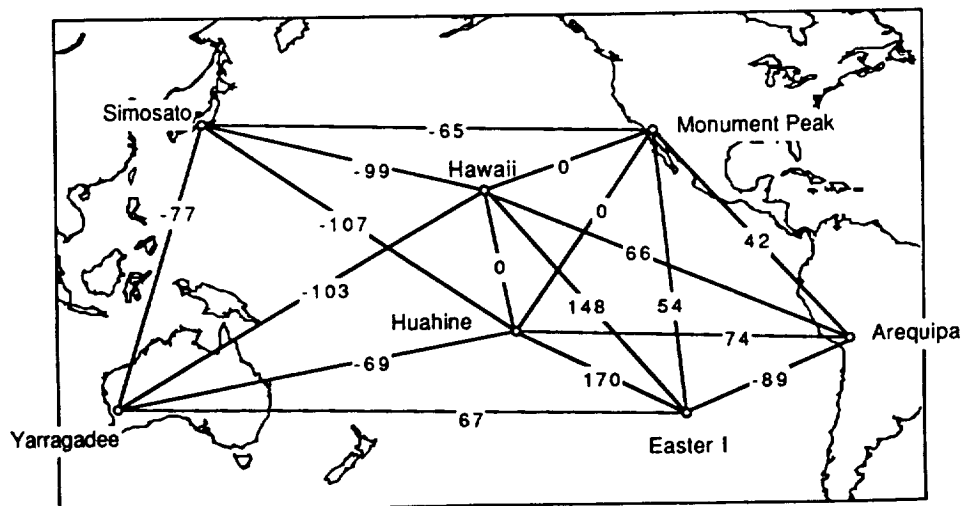 Simosato
-65
Monument Peak
-99
Hawaii
0
-77
-107
0
66
42
0
-103
148
54
Huahine
74
Arequipa
-69
170
-89
67
Yarragadee
Easter I